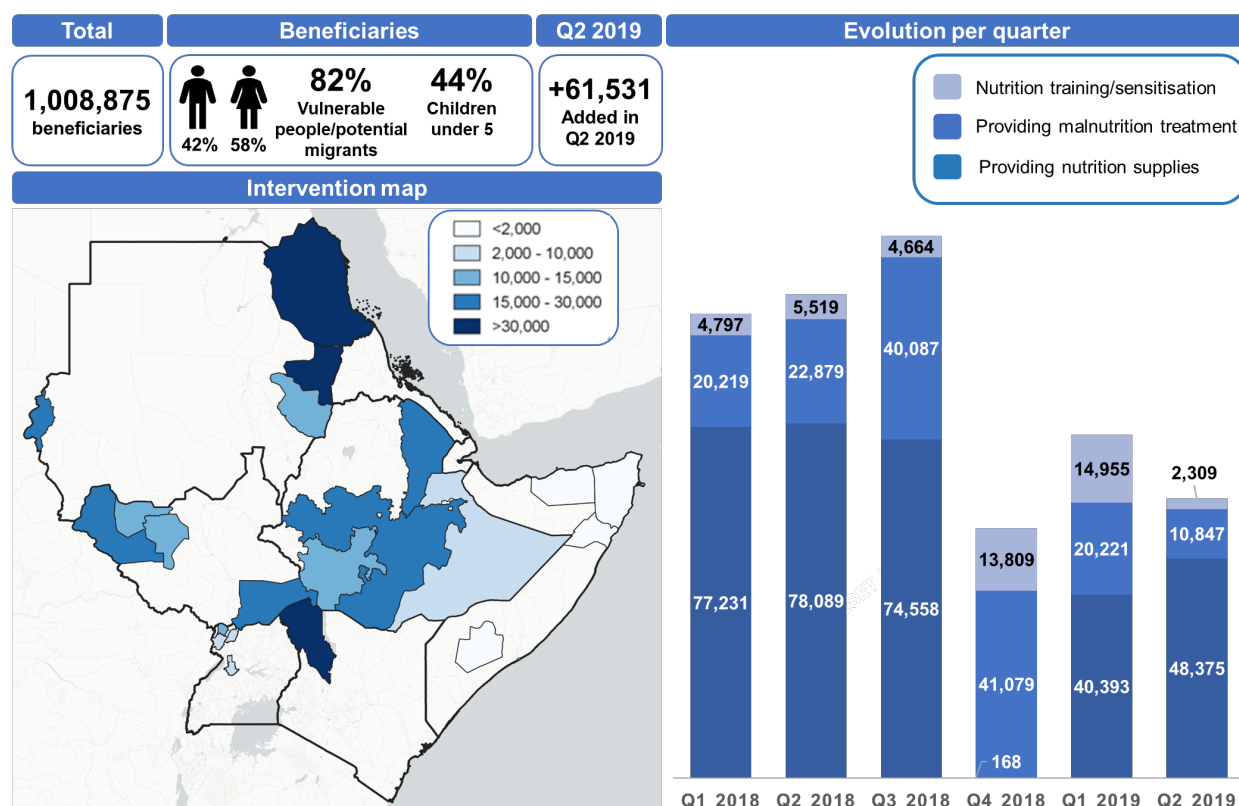 Total
Beneficiaries
Q2 2019
Evolution per quarter
1,008,875
beneficiaries
42%
58%
82%
Vulnerable
people/potential
migrants
44%
Children
under 5
+61,531
Added in
Q2 2019
Nutrition training/sensitisation
Providing malnutrition treatment
Providing nutrition supplies
Intervention map
<2,000
2,000 - 10,000
10,000 - 15,000
15,000 - 30,000
>30,000
4,797
20,219
77,231
5,519
22,879
78,089
4,664
40,087
74,558
13,809
41,079
168
14,955
20,221
40,393
2,309
10,847
48,375
Q1 2018
Q2 2018
Q3 2018
Q4 2018
Q1 2019
Q2 2019